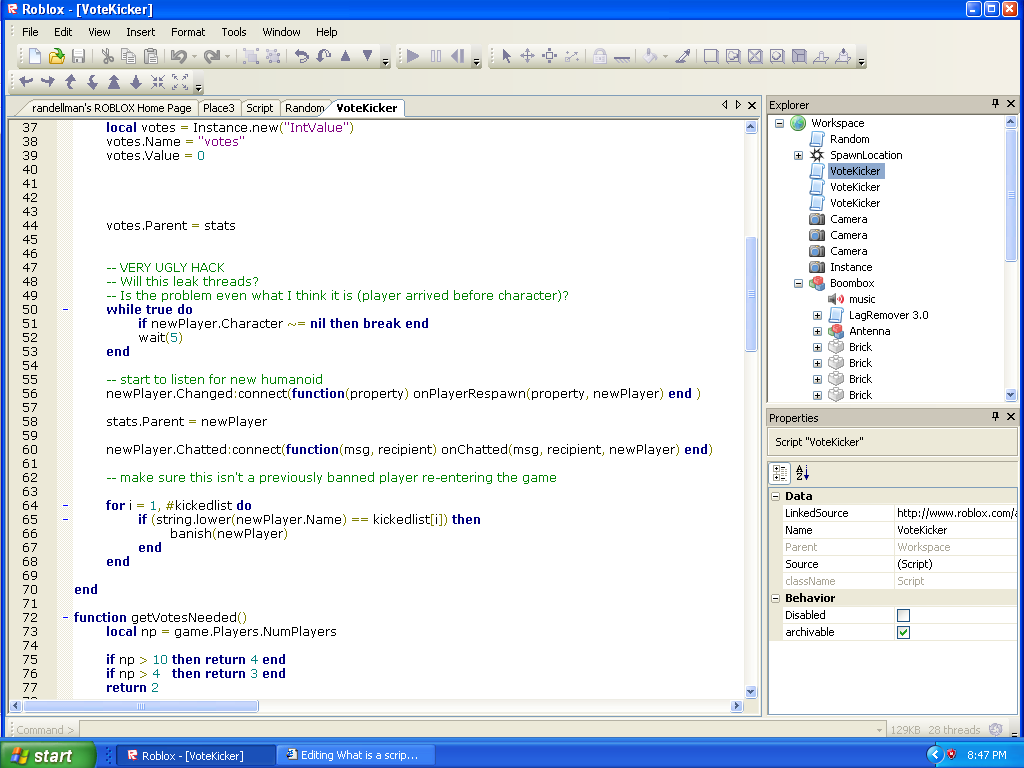 Roblox - [VoteKicker]
File Edit View Insert Format Tools Window Help
randellman's ROBLOX Home Page Place3 Script Random VoteKicker
37 local votes = Instance.new("IntValue")
38 votes.Name = "votes"
39 votes.Value = 0
40
41
42
43
44 votes.Parent = stats
45
46
47 -- VERY UGLY HACK
48 -- Will this leak threads?
49 -- Is the problem even what I think it is (player arrived before character)?
50 while true do
51 if newPlayer.Character ~= nil then break end
52 wait(5)
53 end
54
55 -- start to listen for new humanoid
56 newPlayer.Changed:connect(function(property) onPlayerRespawn(property, newPlayer) end )
57
58 stats.Parent = newPlayer
59
60 newPlayer.Chatted:connect(function(msg, recipient) onChatted(msg, recipient, newPlayer) end)
61
62 -- make sure this isn't a previously banned player re-entering the game
63
64 for i = 1, #kickedlist do
65 if (string.lower(newPlayer.Name) == kickedlist[i]) then
66 banish(newPlayer)
67 end
68 end
69
70 end
71
72 function getVotesNeeded()
73 local np = game.Players.NumPlayers
74
75 if np > 10 then return 4 end
76 if np > 4 then return 3 end
77 return 2
Explorer
Workspace
Random
SpawnLocation
VoteKicker
VoteKicker
VoteKicker
Camera
Camera
Camera
Instance
Boombox
music
LagRemover 3.0
Antenna
Brick
Brick
Brick
Brick
Properties
Script "VoteKicker"
Data
LinkedSource http://www.roblox.com/
Name VoteKicker
Parent Workspace
Source (Script)
className Script
Behavior
Disabled
archivable
Command >
129KB 28 threads
start Roblox - [VoteKicker] Editing What is a scrip... 8:47 PM